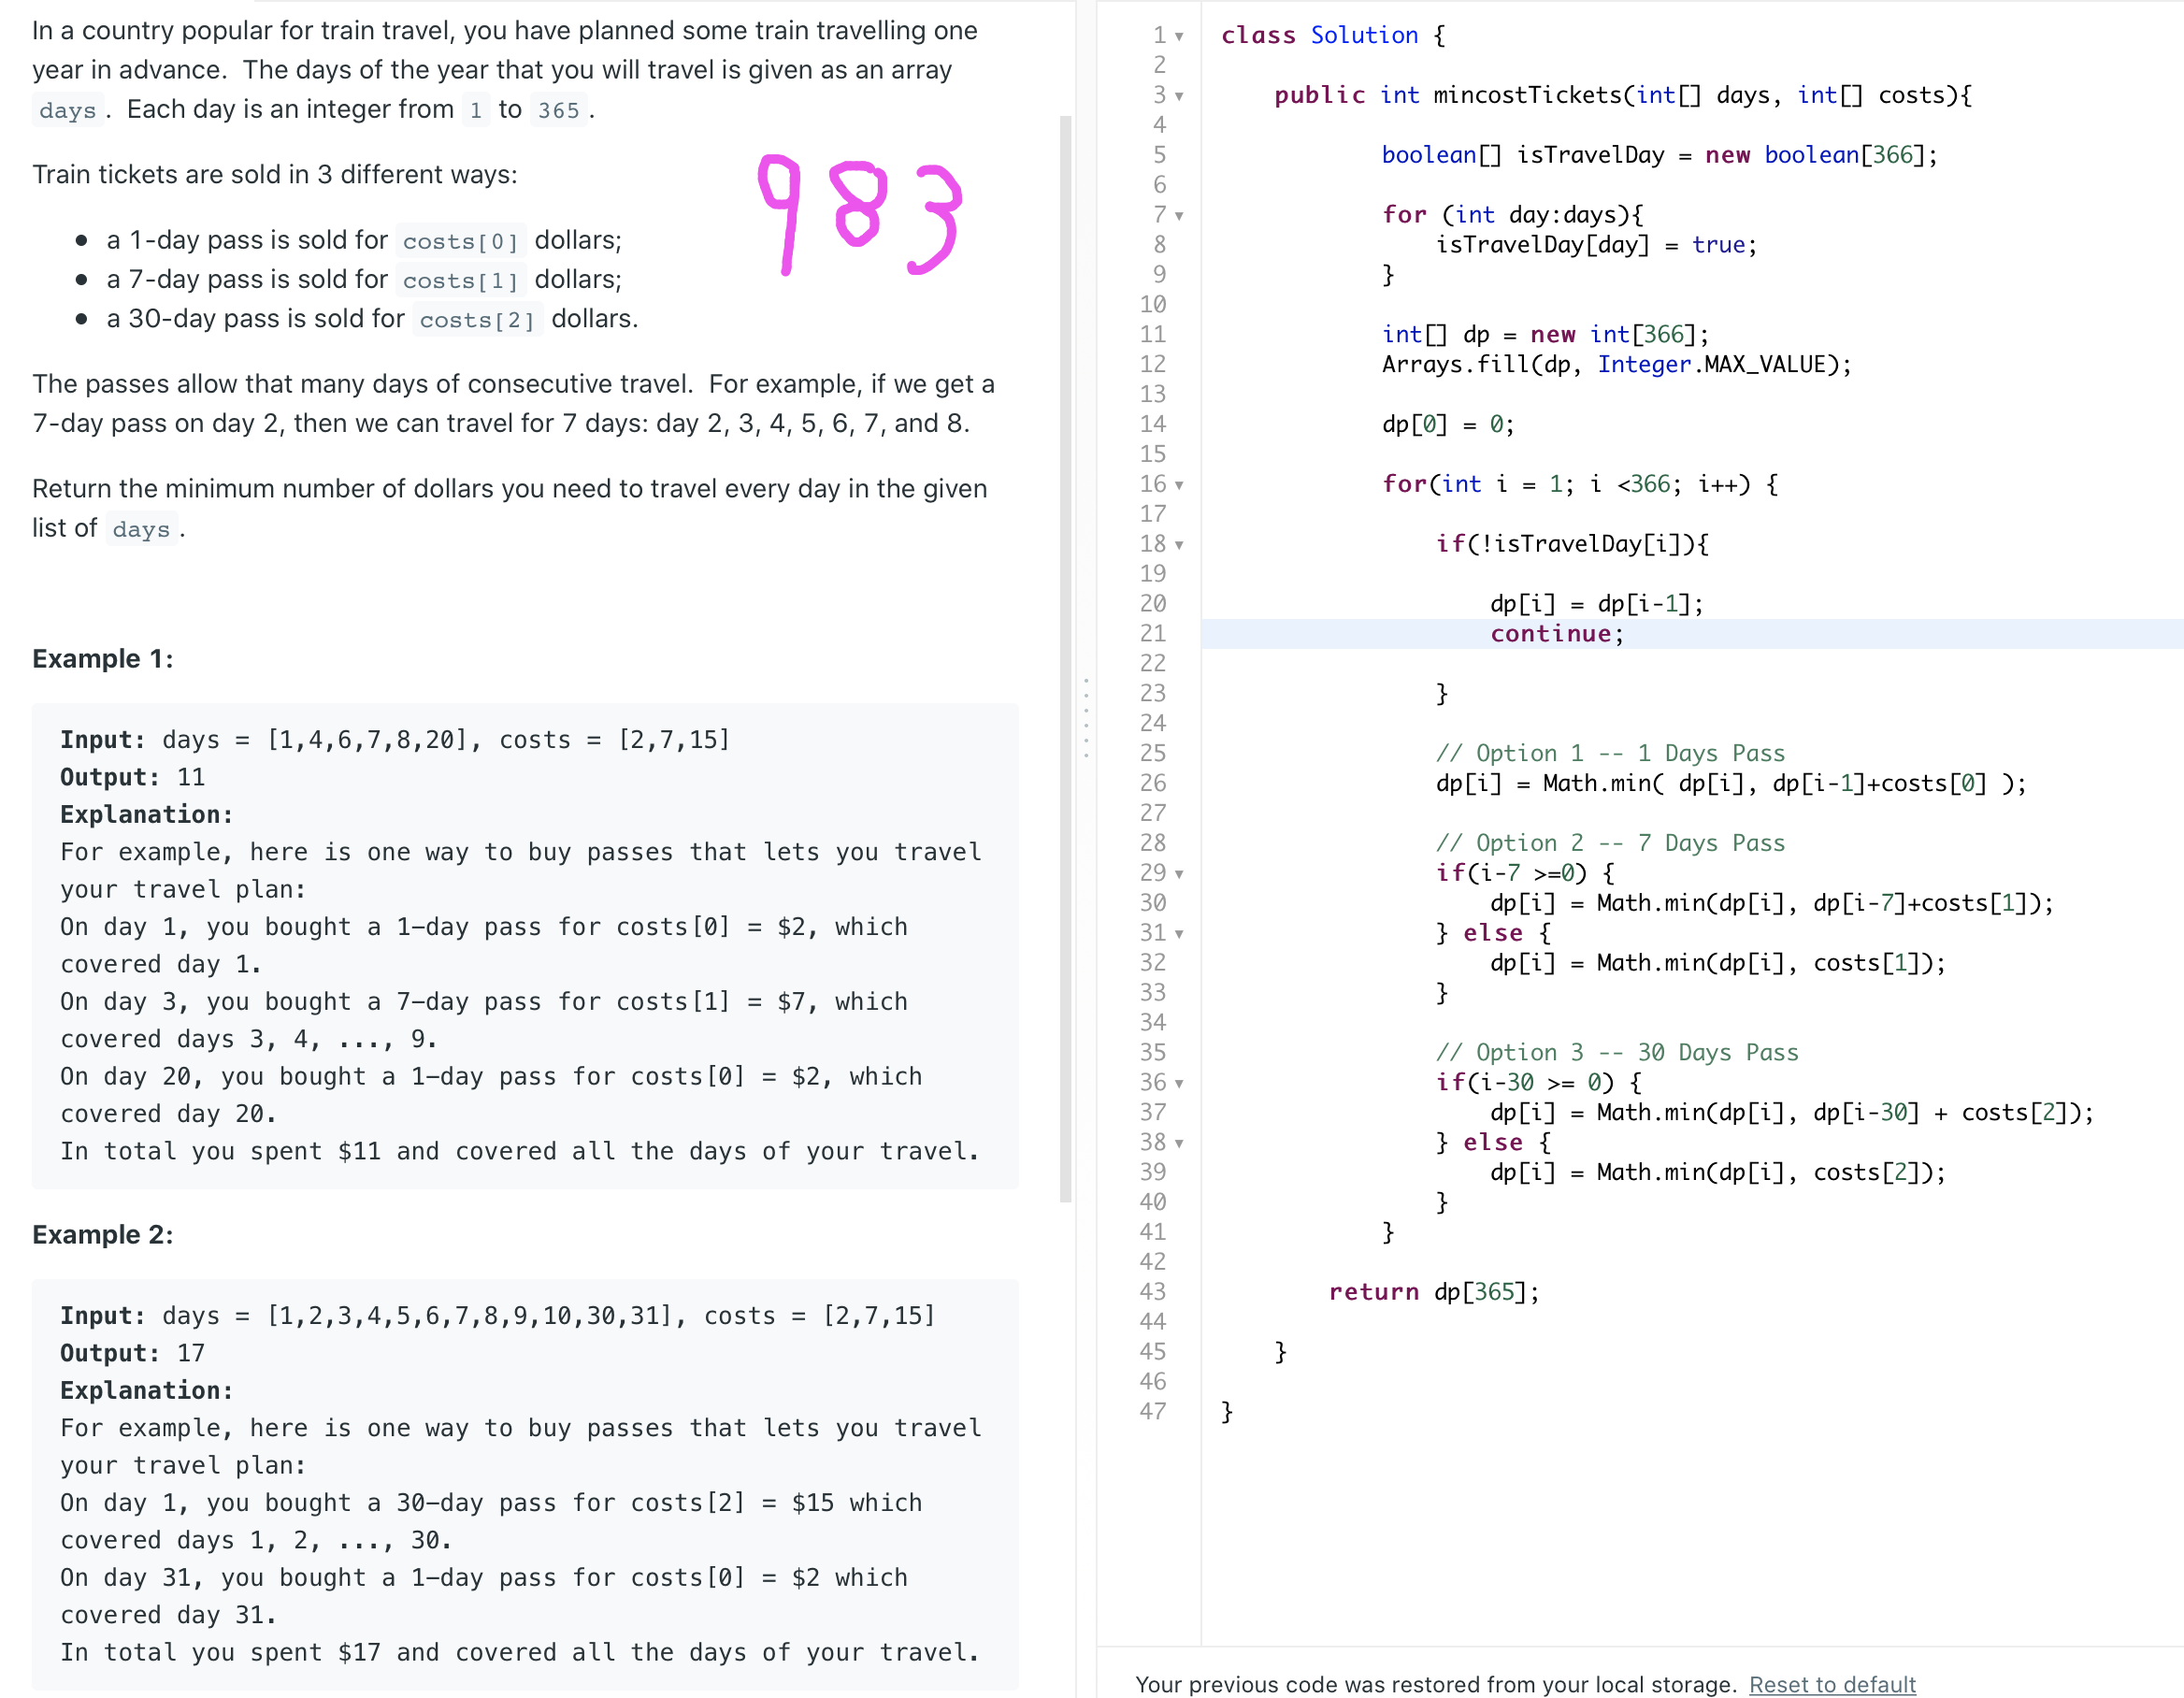 In a country popular for train travel, you have planned some train travelling one
year in advance.  The days of the year that you will travel is given as an array
days.  Each day is an integer from 1 to 365.
Train tickets are sold in 3 different ways:
983
• a 1-day pass is sold for costs[0] dollars;
• a 7-day pass is sold for costs[1] dollars;
• a 30-day pass is sold for costs[2] dollars.
The passes allow that many days of consecutive travel.  For example, if we get a
7-day pass on day 2, then we can travel for 7 days: day 2, 3, 4, 5, 6, 7, and 8.
Return the minimum number of dollars you need to travel every day in the given
list of days.
Example 1:
Input: days = [1,4,6,7,8,20], costs = [2,7,15]
Output: 11
Explanation:
For example, here is one way to buy passes that lets you travel
your travel plan:
On day 1, you bought a 1-day pass for costs[0] = $2, which
covered day 1.
On day 3, you bought a 7-day pass for costs[1] = $7, which
covered days 3, 4, ..., 9.
On day 20, you bought a 1-day pass for costs[0] = $2, which
covered day 20.
In total you spent $11 and covered all the days of your travel.
Example 2:
Input: days = [1,2,3,4,5,6,7,8,9,10,30,31], costs = [2,7,15]
Output: 17
Explanation:
For example, here is one way to buy passes that lets you travel
your travel plan:
On day 1, you bought a 30-day pass for costs[2] = $15 which
covered days 1, 2, ..., 30.
On day 31, you bought a 1-day pass for costs[0] = $2 which
covered day 31.
In total you spent $17 and covered all the days of your travel.
1 class Solution {
2
3 public int mincostTickets(int[] days, int[] costs){
4
5 boolean[] isTravelDay = new boolean[366];
6
7 for (int day:days){
8 isTravelDay[day] = true;
9 }
10
11 int[] dp = new int[366];
12 Arrays.fill(dp, Integer.MAX_VALUE);
13
14 dp[0] = 0;
15
16 for(int i = 1; i <366; i++) {
17
18 if(!isTravelDay[i]){
19
20 dp[i] = dp[i-1];
21 continue;
22
23 }
24
25 // Option 1 -- 1 Days Pass
26 dp[i] = Math.min( dp[i], dp[i-1]+costs[0] );
27
28 // Option 2 -- 7 Days Pass
29 if(i-7 >=0) {
30 dp[i] = Math.min(dp[i], dp[i-7]+costs[1]);
31 } else {
32 dp[i] = Math.min(dp[i], costs[1]);
33 }
34
35 // Option 3 -- 30 Days Pass
36 if(i-30 >= 0) {
37 dp[i] = Math.min(dp[i], dp[i-30] + costs[2]);
38 } else {
39 dp[i] = Math.min(dp[i], costs[2]);
40 }
41 }
42
43 return dp[365];
44
45 }
46
47 }
Your previous code was restored from your local storage. Reset to default